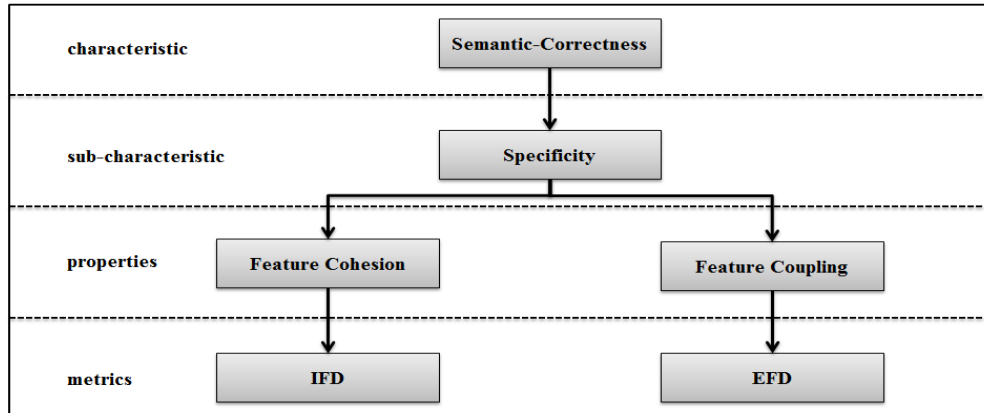 characteristic
Semantic-Correctness
sub-characteristic
Specificity
properties
Feature Cohesion
Feature Coupling
metrics
IFD
EFD